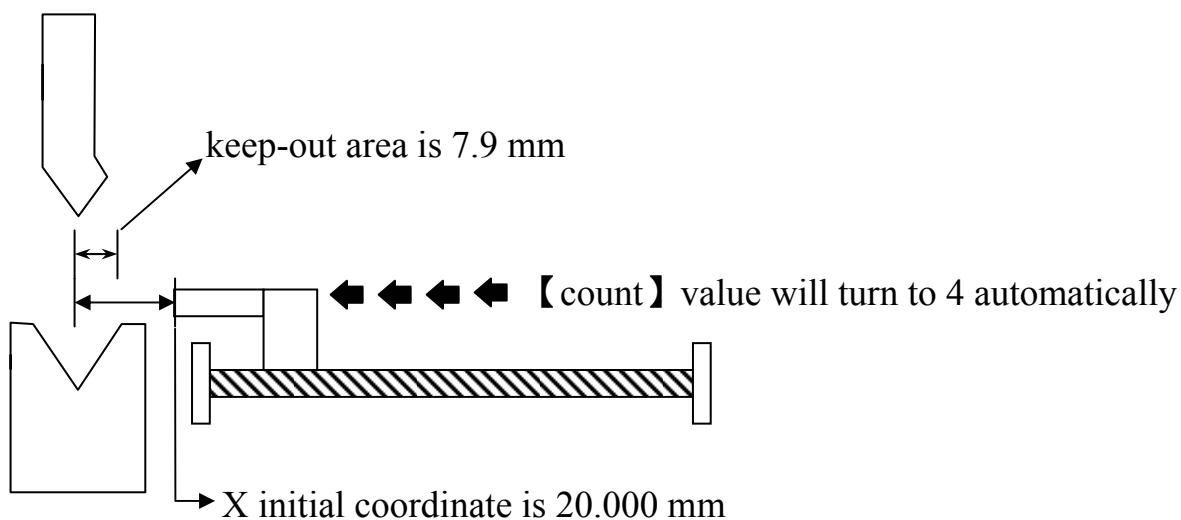 keep-out area is 7.9 mm
【count】value will turn to 4 automatically
X initial coordinate is 20.000 mm